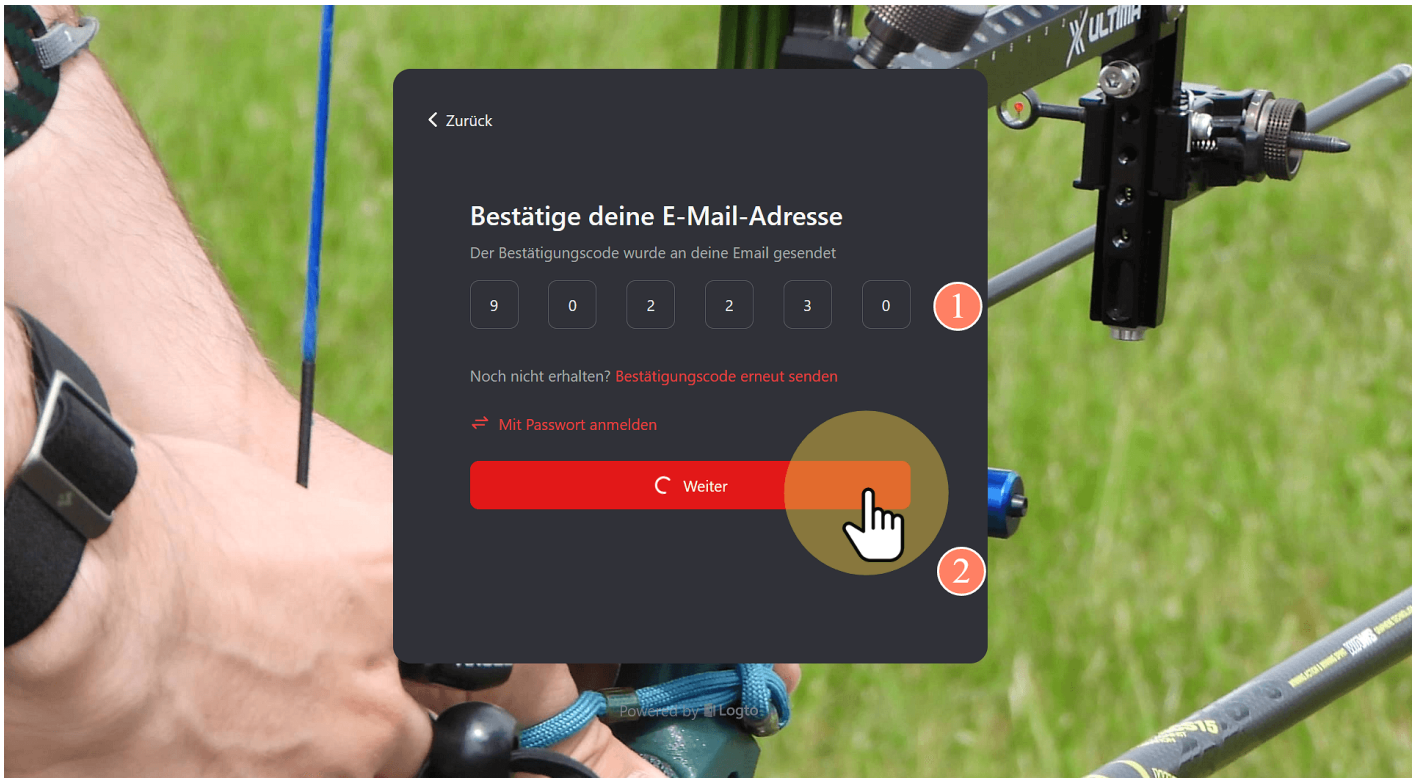 ULTIMA
Zurück
Bestätige deine E-Mail-Adresse
Der Bestätigungscode wurde an deine Email gesendet
9 0 2 2 3 0
1
Noch nicht erhalten? Bestätigungscode erneut senden
Mit Passwort anmelden
Weiter
2
Powered by Logto